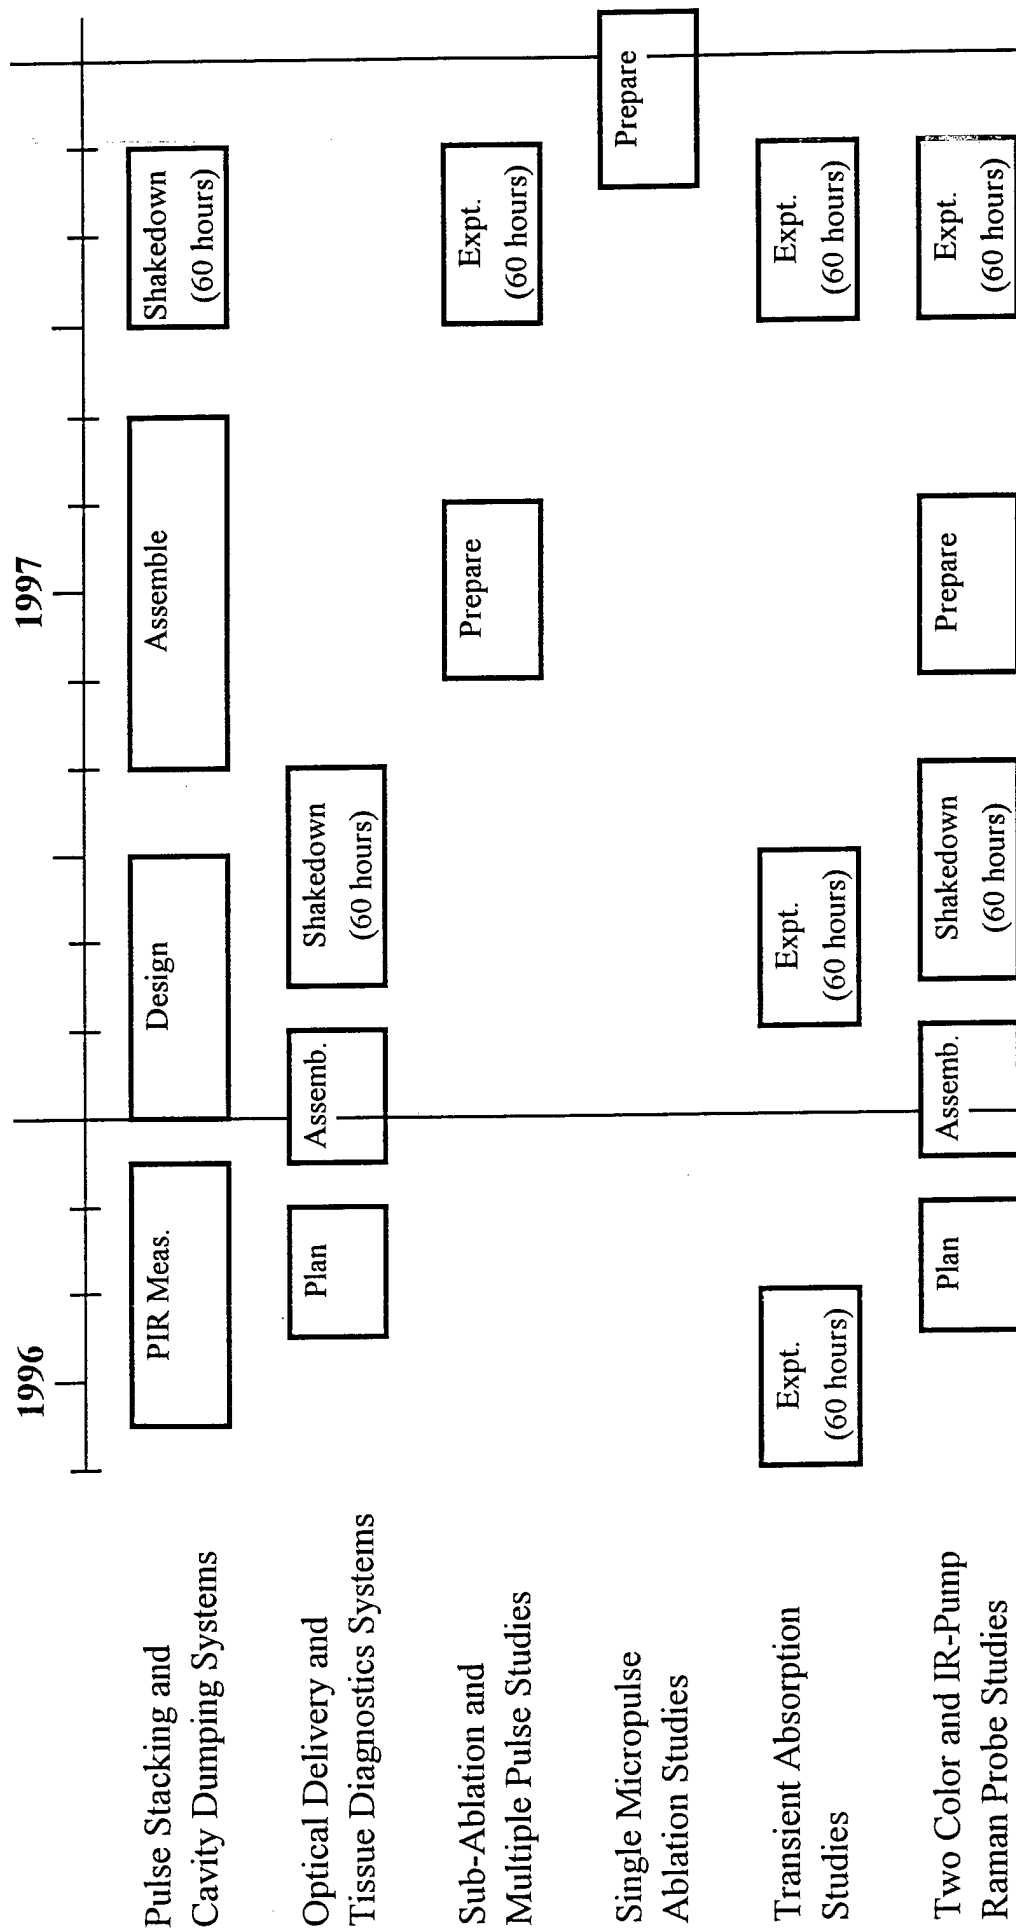 1996
1997
Pulse Stacking and
Cavity Dumping Systems
PIR Meas.
Design
Assemble
Shakedown
(60 hours)
Optical Delivery and
Tissue Diagnostics Systems
Plan
Assemb.
Shakedown
(60 hours)
Sub-Ablation and
Multiple Pulse Studies
Prepare
Expt.
(60 hours)
Single Micropulse
Ablation Studies
Prepare
Transient Absorption
Studies
Expt.
(60 hours)
Expt.
(60 hours)
Expt.
(60 hours)
Two Color and IR-Pump
Raman Probe Studies
Plan
Assemb.
Shakedown
(60 hours)
Prepare
Expt.
(60 hours)